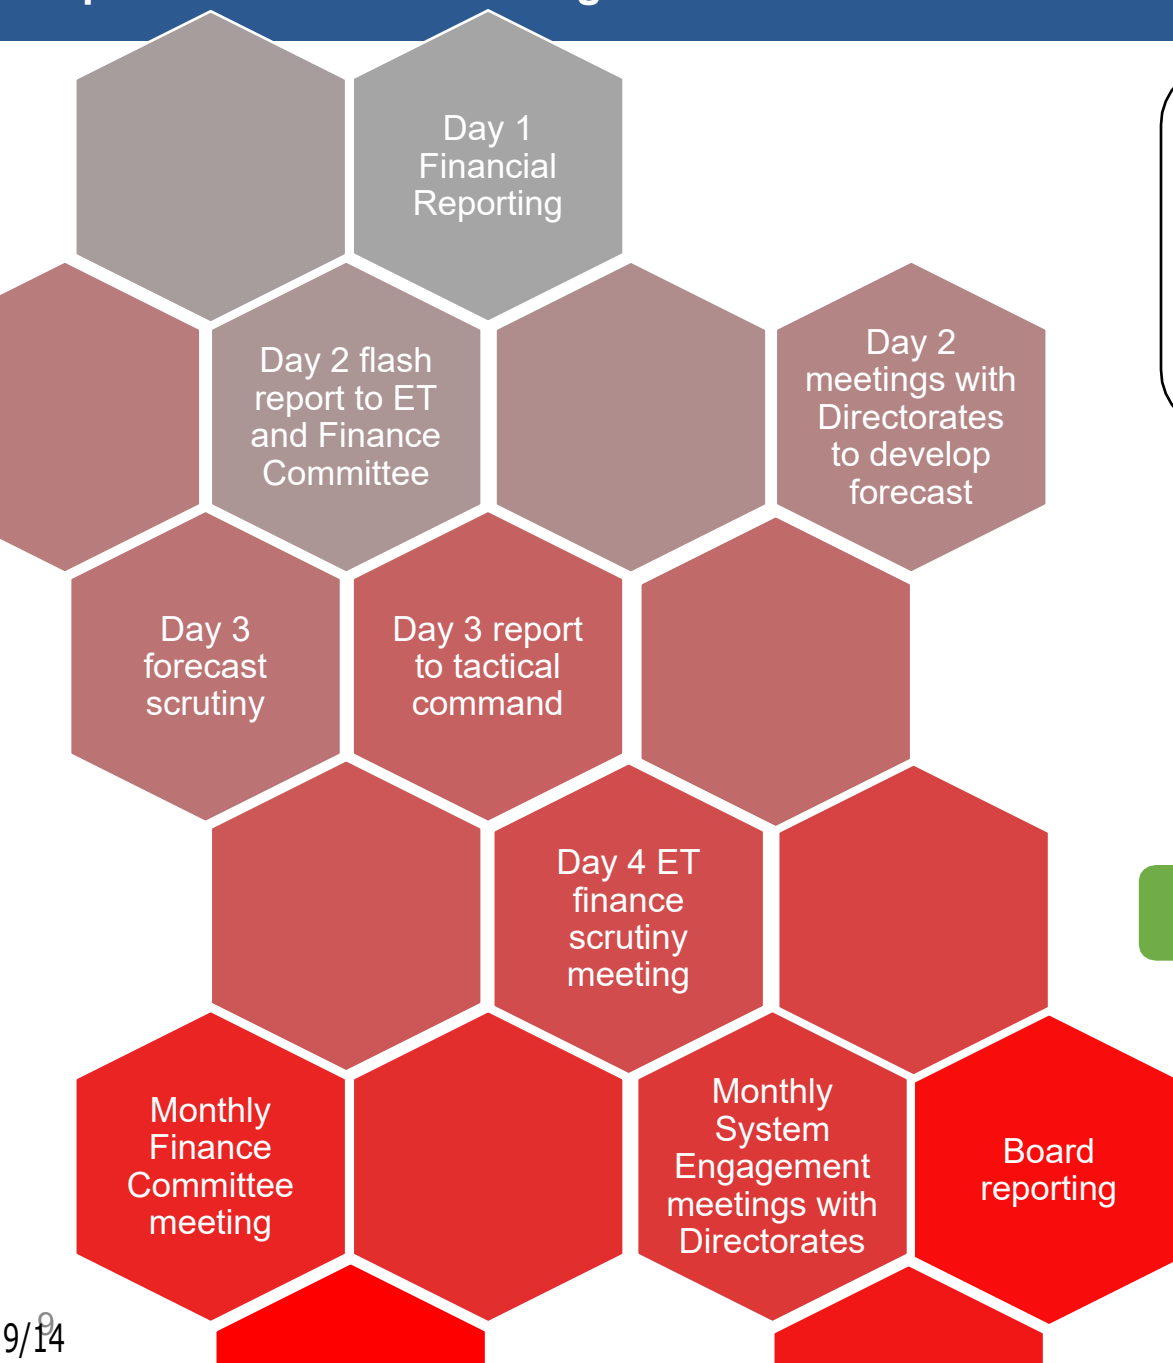 Day 1
Financial
Reporting
Day 2 flash
report to ET
and Finance
Committee
Day 2
meetings with
Directorates
to develop
forecast
Day 3
forecast
scrutiny
Day 3 report
to tactical
command
Day 4 ET
finance
scrutiny
meeting
Monthly
Finance
Committee
meeting
Monthly
System
Engagement
meetings with
Directorates
Board
reporting
9
9/14